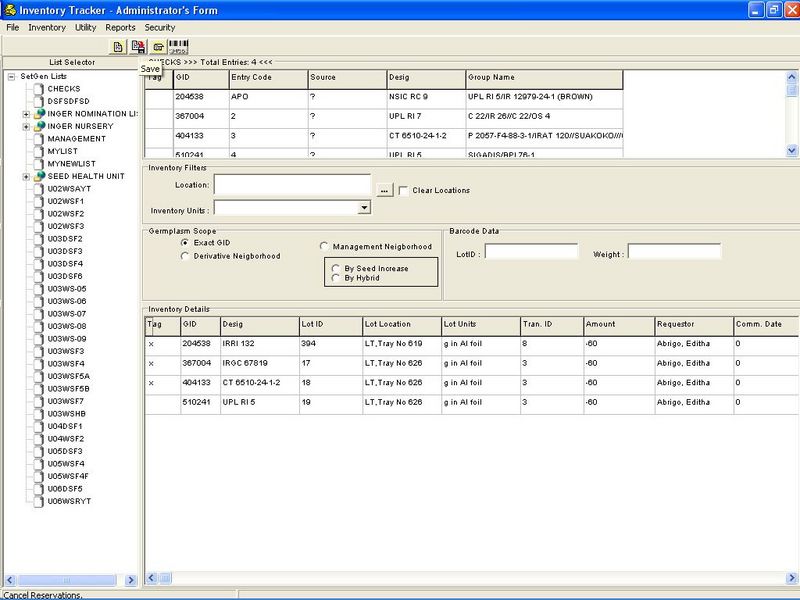 Inventory Tracker - Administrator's Form
File Inventory Utility Reports Security
List Selector
CHECKS >>> Total Entries: 4 <<<
Save
SetGen Lists
CHECKS
DSFSDFSD
INGER NOMINATION LI
INGER NURSERY
MANAGEMENT
MYLIST
MYNEWLIST
SEED HEALTH UNIT
U02WSAYT
U02WSF1
U02WSF2
U02WSF3
U03DSF2
U03DSF3
U03DSF4
U03DSF6
U03WS-05
U03WS-06
U03WS-07
U03WS-08
U03WS-09
U03WSF3
U03WSF4
U03WSF5A
U03WSF5B
U03WSF7
U03WSHB
U04DSF1
U04WSF2
U05DSF3
U05WSF4
U05WSF4F
U06DSF5
U06WSRYT
Tag GID Entry Code Source Desig Group Name
204538 APO ? NSIC RC 9 UPL RI 5/IR 12979-24-1 (BROWN)
367004 2 ? UPL RI 7 C 22/IR 26//C 22/OS 4
404133 3 ? CT 6510-24-1-2 P 2057-F4-88-3-1/IRAT 120//SUAKOKO///
510241 4 ? UPL RI 5 SIGADIS/BPI 76-1
Inventory Filters
Location: ... Clear Locations
Inventory Units :
Germplasm Scope
Exact GID
Derivative Neigborhood
Management Neigborhood
By Seed Increase
By Hybrid
Barcode Data
LotID : Weight :
Inventory Details
Tag GID Desig Lot ID Lot Location Lot Units Tran. ID Amount Requestor Comm. Date
x 204538 IRRI 132 394 LT,Tray No 619 g in Al foil 8 -60 Abrigo, Editha 0
x 367004 IRGC 67819 17 LT,Tray No 626 g in Al foil 3 -60 Abrigo, Editha 0
x 404133 CT 6510-24-1-2 18 LT,Tray No 626 g in Al foil 3 -60 Abrigo, Editha 0
510241 UPL RI 5 19 LT,Tray No 626 g in Al foil 3 -60 Abrigo, Editha 0
Cancel Reservations.